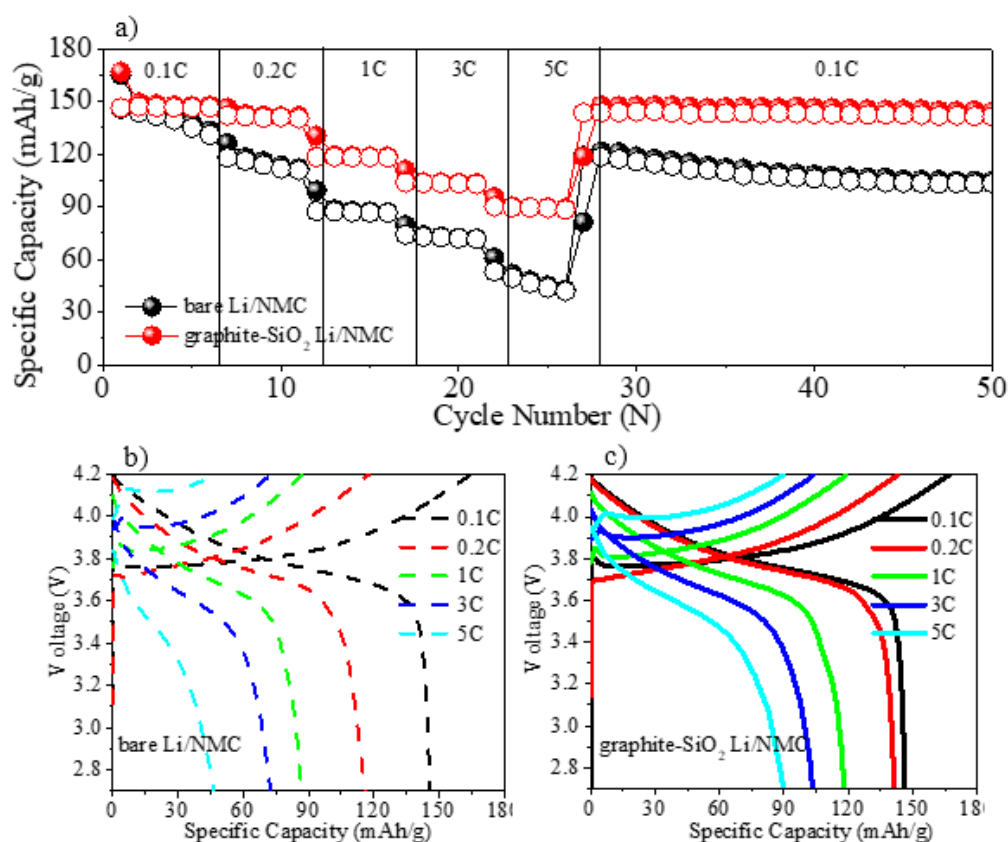 a)
180
150
120
90
60
30
0
0.1C 0.2C 1C 3C 5C 0.1C
Specific Capacity (mAh/g)
bare Li/NMC
graphite-SiO₂ Li/NMC
0 10 20 30 40 50
Cycle Number (N)
b)
4.2
4.0
3.8
3.6
3.4
3.2
3.0
2.8
Voltage (V)
0.1C
0.2C
1C
3C
5C
bare Li/NMC
0 30 60 90 120 150 180
Specific Capacity (mAh/g)
c)
4.2
4.0
3.8
3.6
3.4
3.2
3.0
2.8
Voltage (V)
0.1C
0.2C
1C
3C
5C
graphite-SiO₂ Li/NMC
0 30 60 90 120 150 180
Specific Capacity (mAh/g)